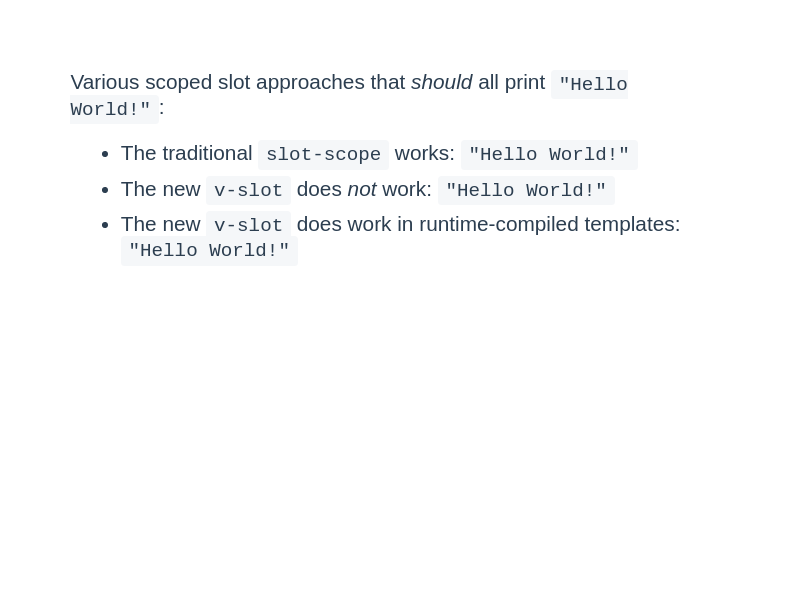 Various scoped slot approaches that should all print "Hello
World!":
The traditional slot-scope works: "Hello World!"
The new v-slot does not work: "Hello World!"
The new v-slot does work in runtime-compiled templates:
"Hello World!"